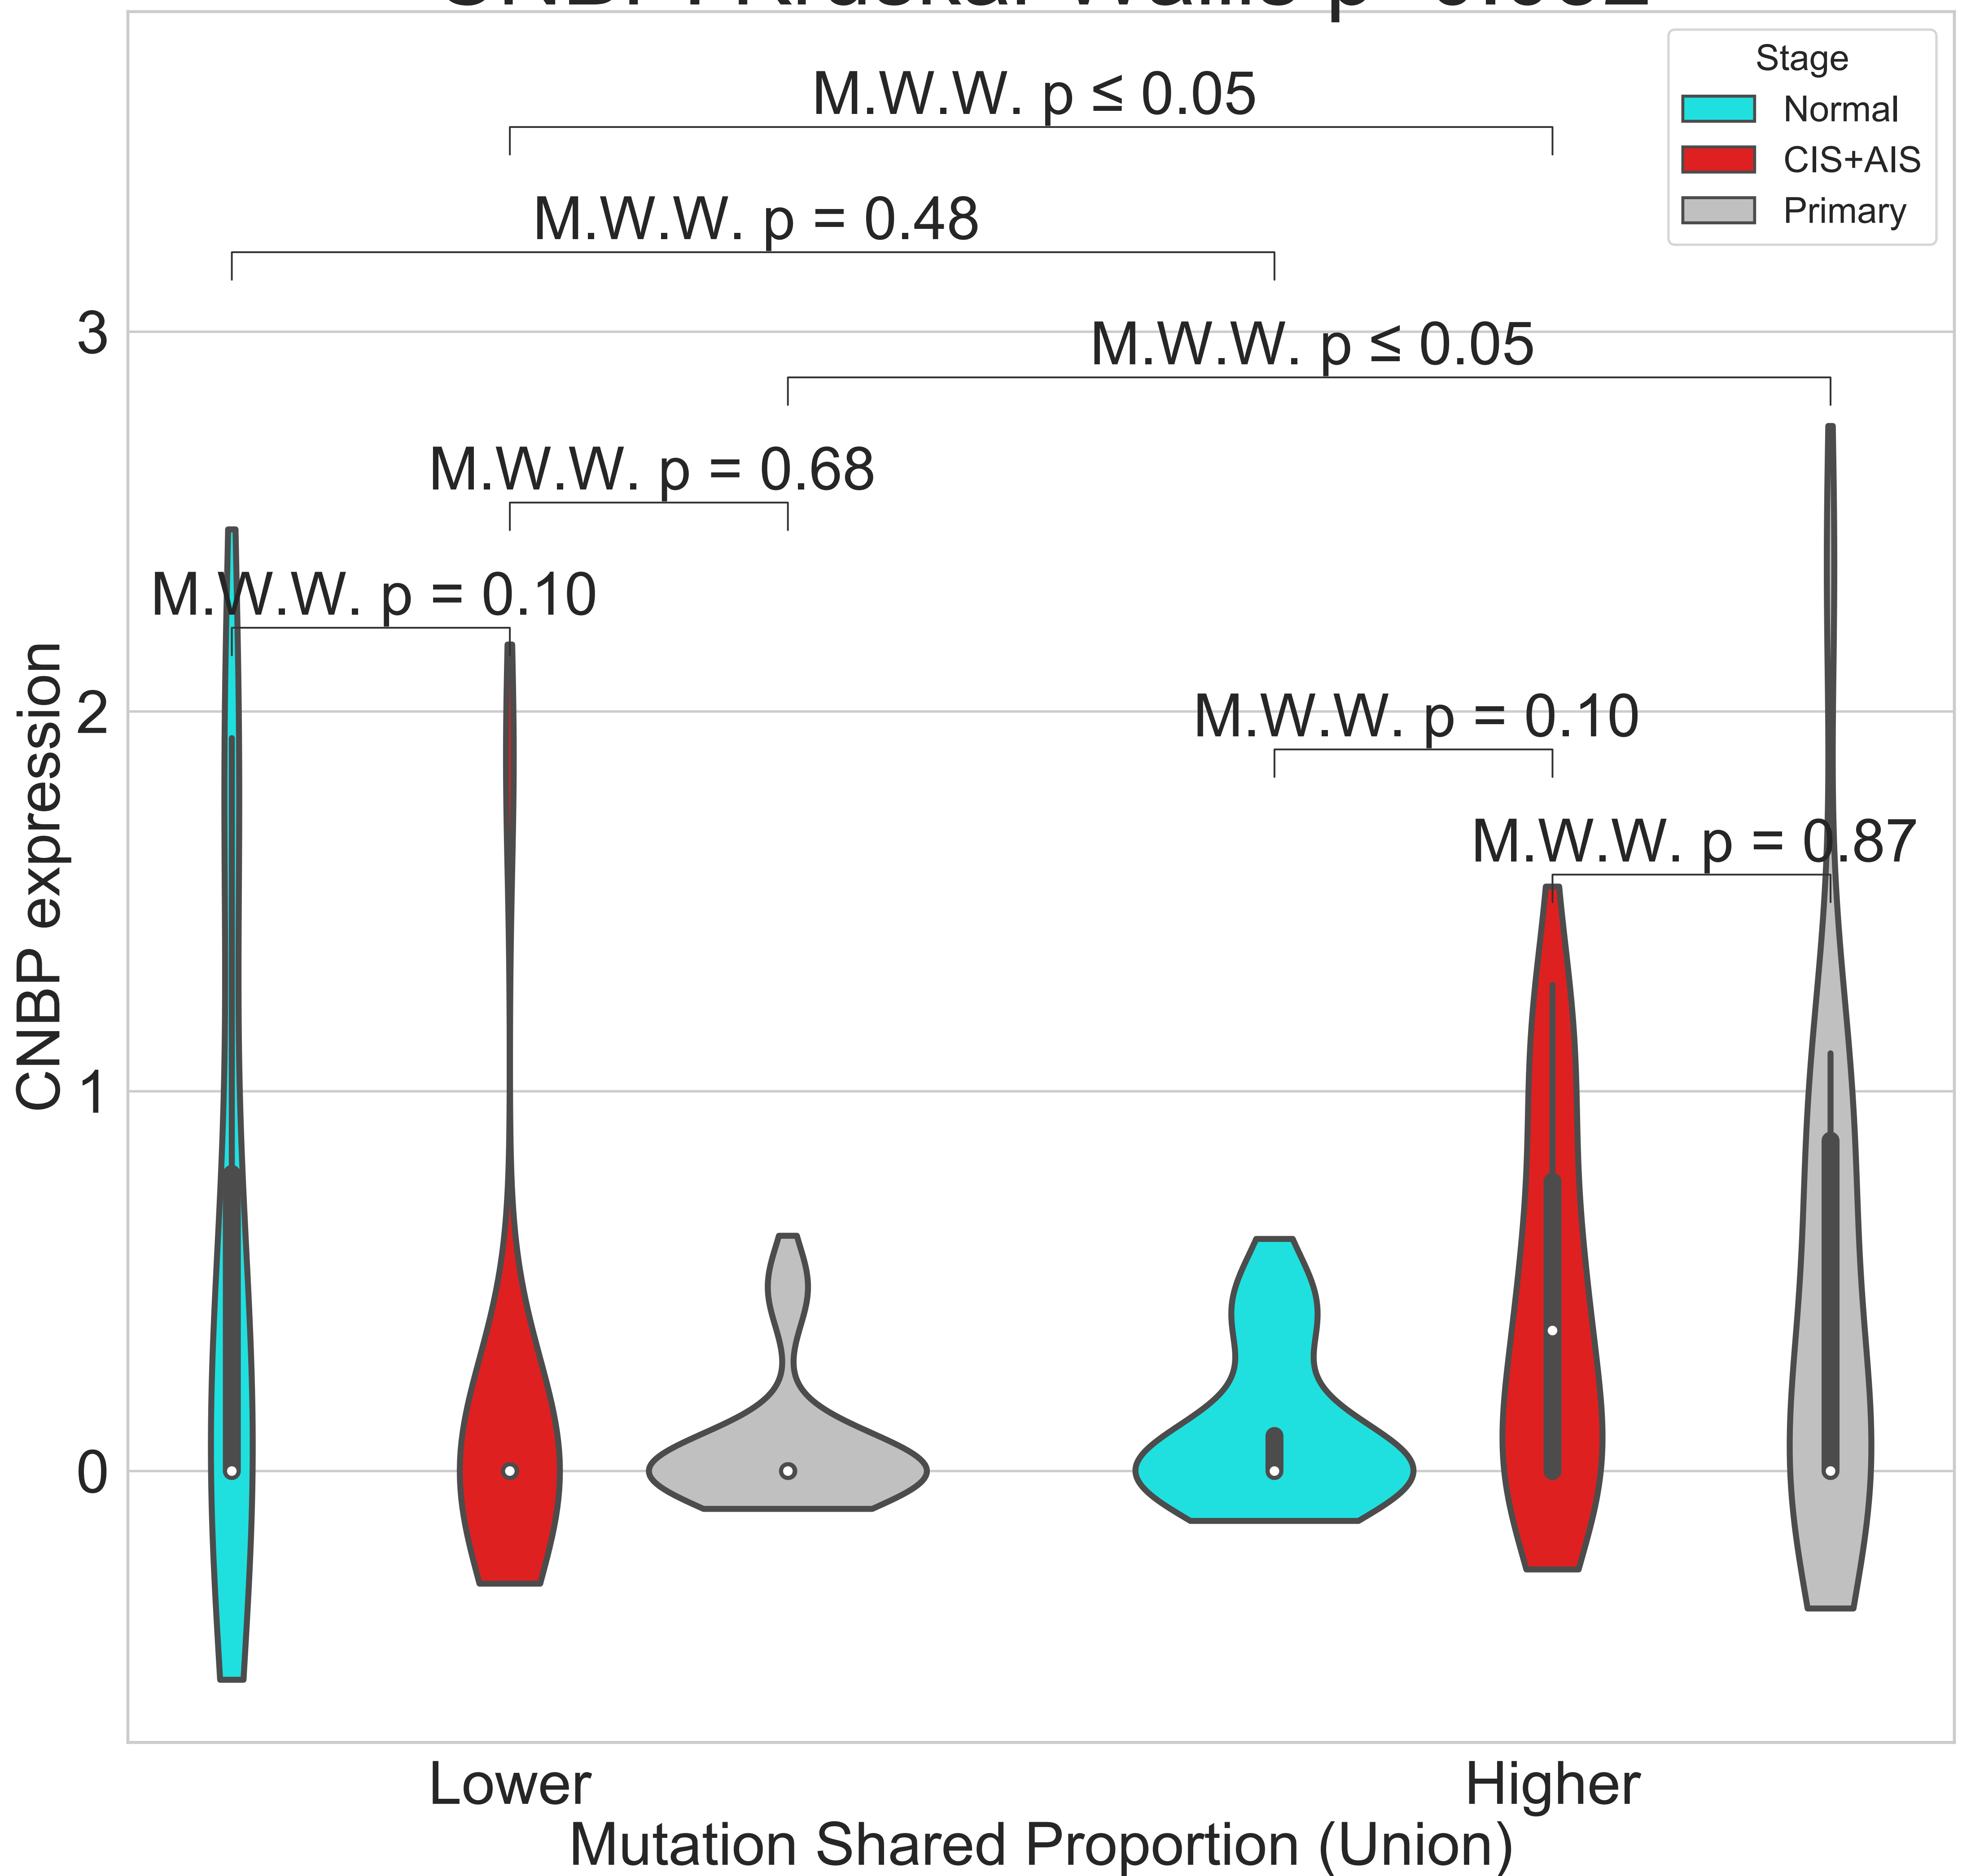 M.W.W. p ≤ 0.05
Stage
Normal
CIS+AIS
Primary
M.W.W. p = 0.48
3
M.W.W. p ≤ 0.05
M.W.W. p = 0.68
M.W.W. p = 0.10
2
M.W.W. p = 0.10
M.W.W. p = 0.87
CNBP expression
1
0
Lower
Higher
Mutation Shared Proportion (Union)